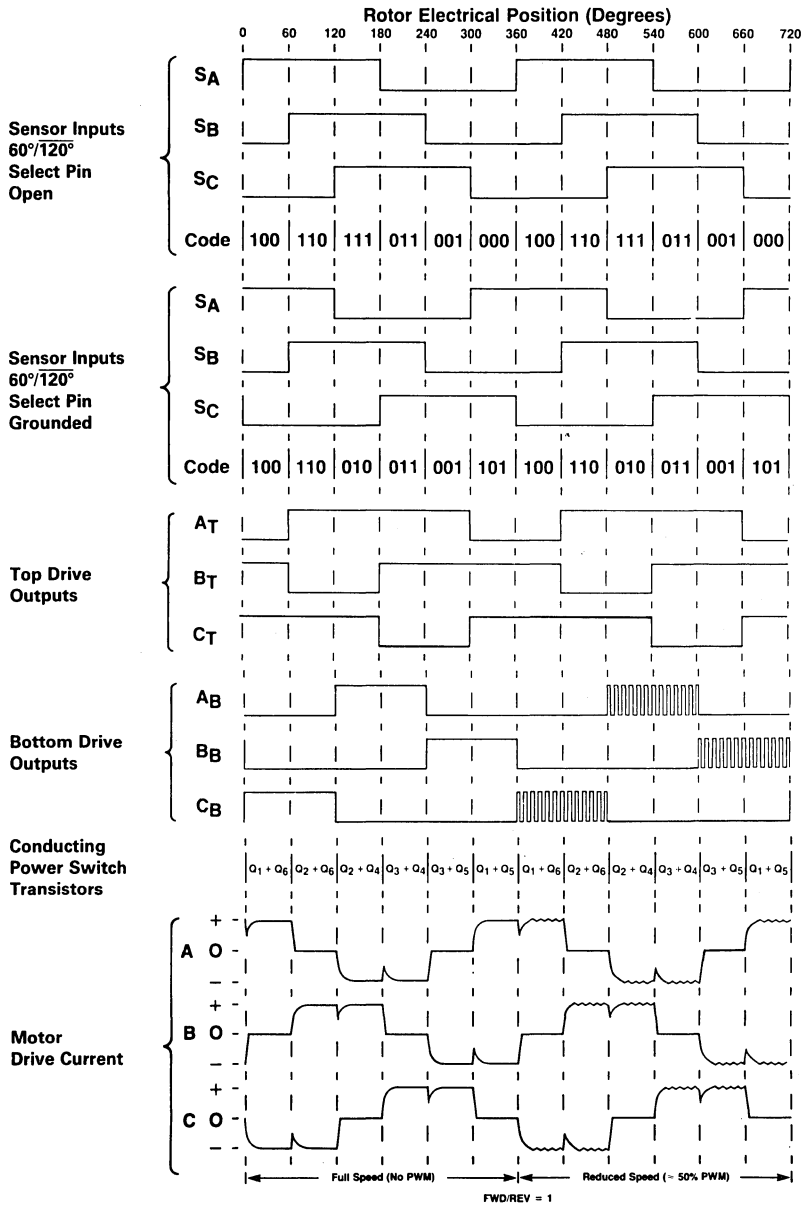 Rotor Electrical Position (Degrees)
0 60 120 180 240 300 360 420 480 540 600 660 720
Sensor Inputs
60°/120°
Select Pin
Open
SA
SB
SC
Code 100 110 111 011 001 000 100 110 111 011 001 000
Sensor Inputs
60°/120°
Select Pin
Grounded
SA
SB
SC
Code 100 110 010 011 001 101 100 110 010 011 001 101
Top Drive
Outputs
AT
BT
CT
Bottom Drive
Outputs
AB
BB
CB
Conducting
Power Switch
Transistors
Q1 + Q6 Q2 + Q6 Q2 + Q4 Q3 + Q4 Q3 + Q5 Q1 + Q5 Q1 + Q6 Q2 + Q6 Q2 + Q4 Q3 + Q4 Q3 + Q5 Q1 + Q5
Motor
Drive Current
+
A O
−
+
B O
−
+
C O
−
Full Speed (No PWM) Reduced Speed (≈ 50% PWM)
FWD/REV = 1